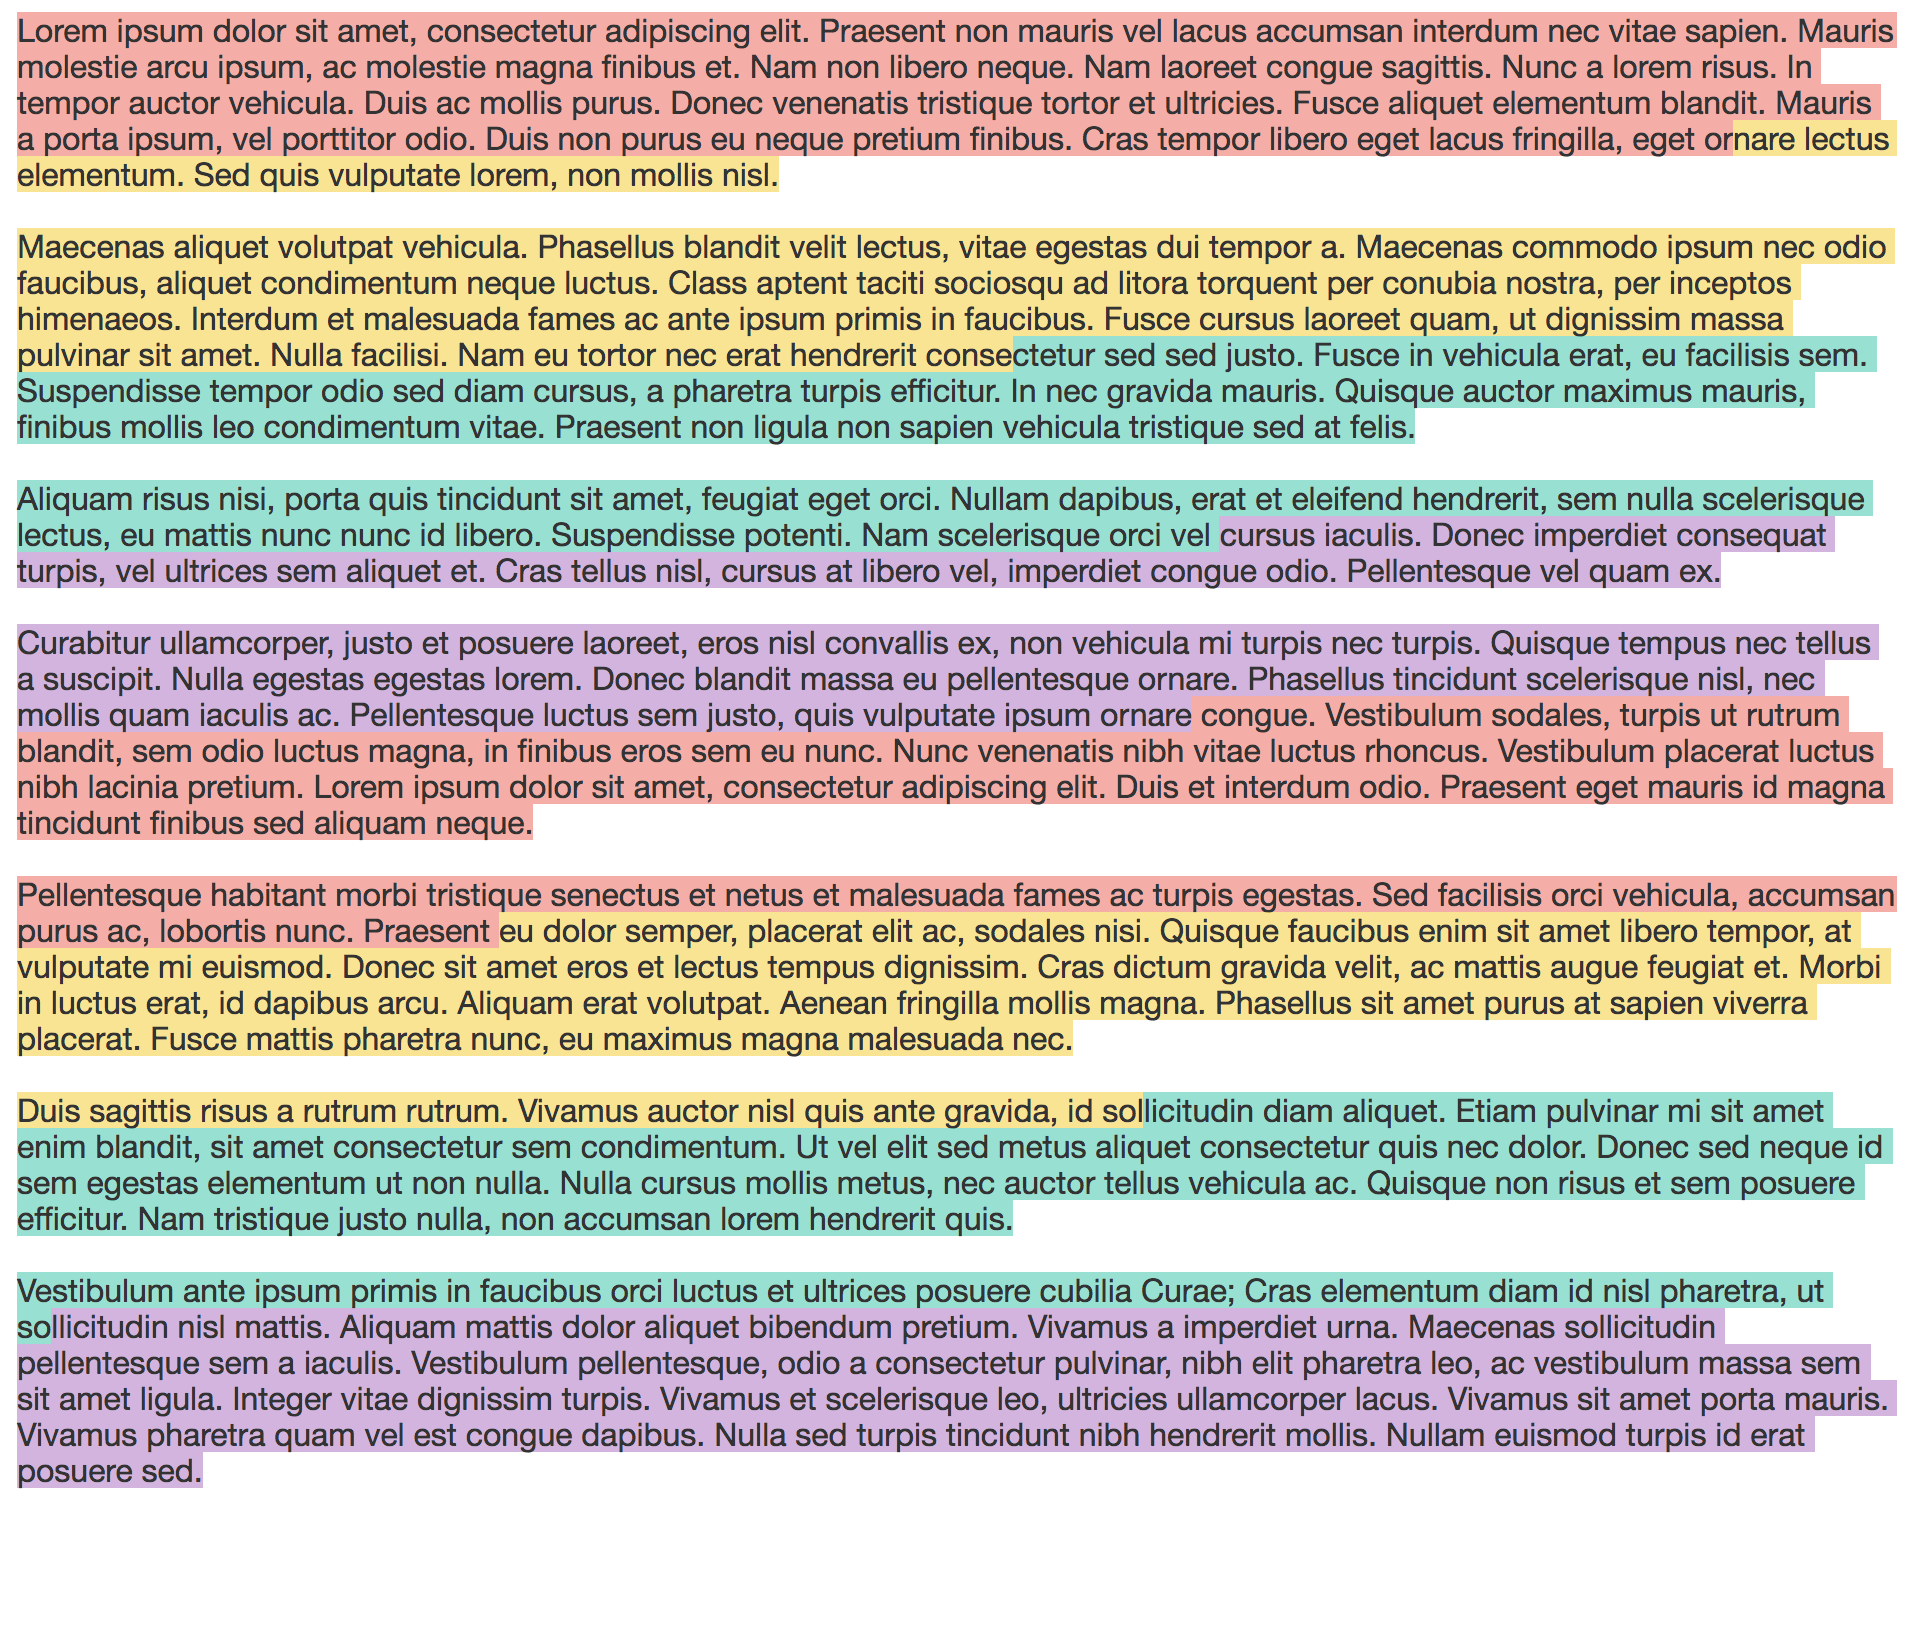 Lorem ipsum dolor sit amet, consectetur adipiscing elit. Praesent non mauris vel lacus accumsan interdum nec vitae sapien. Mauris
molestie arcu ipsum, ac molestie magna finibus et. Nam non libero neque. Nam laoreet congue sagittis. Nunc a lorem risus. In
tempor auctor vehicula. Duis ac mollis purus. Donec venenatis tristique tortor et ultricies. Fusce aliquet elementum blandit. Mauris
a porta ipsum, vel porttitor odio. Duis non purus eu neque pretium finibus. Cras tempor libero eget lacus fringilla, eget ornare lectus
elementum. Sed quis vulputate lorem, non mollis nisl.

Maecenas aliquet volutpat vehicula. Phasellus blandit velit lectus, vitae egestas dui tempor a. Maecenas commodo ipsum nec odio
faucibus, aliquet condimentum neque luctus. Class aptent taciti sociosqu ad litora torquent per conubia nostra, per inceptos
himenaeos. Interdum et malesuada fames ac ante ipsum primis in faucibus. Fusce cursus laoreet quam, ut dignissim massa
pulvinar sit amet. Nulla facilisi. Nam eu tortor nec erat hendrerit consectetur sed sed justo. Fusce in vehicula erat, eu facilisis sem.
Suspendisse tempor odio sed diam cursus, a pharetra turpis efficitur. In nec gravida mauris. Quisque auctor maximus mauris,
finibus mollis leo condimentum vitae. Praesent non ligula non sapien vehicula tristique sed at felis.

Aliquam risus nisi, porta quis tincidunt sit amet, feugiat eget orci. Nullam dapibus, erat et eleifend hendrerit, sem nulla scelerisque
lectus, eu mattis nunc nunc id libero. Suspendisse potenti. Nam scelerisque orci vel cursus iaculis. Donec imperdiet consequat
turpis, vel ultrices sem aliquet et. Cras tellus nisl, cursus at libero vel, imperdiet congue odio. Pellentesque vel quam ex.

Curabitur ullamcorper, justo et posuere laoreet, eros nisl convallis ex, non vehicula mi turpis nec turpis. Quisque tempus nec tellus
a suscipit. Nulla egestas egestas lorem. Donec blandit massa eu pellentesque ornare. Phasellus tincidunt scelerisque nisl, nec
mollis quam iaculis ac. Pellentesque luctus sem justo, quis vulputate ipsum ornare congue. Vestibulum sodales, turpis ut rutrum
blandit, sem odio luctus magna, in finibus eros sem eu nunc. Nunc venenatis nibh vitae luctus rhoncus. Vestibulum placerat luctus
nibh lacinia pretium. Lorem ipsum dolor sit amet, consectetur adipiscing elit. Duis et interdum odio. Praesent eget mauris id magna
tincidunt finibus sed aliquam neque.

Pellentesque habitant morbi tristique senectus et netus et malesuada fames ac turpis egestas. Sed facilisis orci vehicula, accumsan
purus ac, lobortis nunc. Praesent eu dolor semper, placerat elit ac, sodales nisi. Quisque faucibus enim sit amet libero tempor, at
vulputate mi euismod. Donec sit amet eros et lectus tempus dignissim. Cras dictum gravida velit, ac mattis augue feugiat et. Morbi
in luctus erat, id dapibus arcu. Aliquam erat volutpat. Aenean fringilla mollis magna. Phasellus sit amet purus at sapien viverra
placerat. Fusce mattis pharetra nunc, eu maximus magna malesuada nec.

Duis sagittis risus a rutrum rutrum. Vivamus auctor nisl quis ante gravida, id sollicitudin diam aliquet. Etiam pulvinar mi sit amet
enim blandit, sit amet consectetur sem condimentum. Ut vel elit sed metus aliquet consectetur quis nec dolor. Donec sed neque id
sem egestas elementum ut non nulla. Nulla cursus mollis metus, nec auctor tellus vehicula ac. Quisque non risus et sem posuere
efficitur. Nam tristique justo nulla, non accumsan lorem hendrerit quis.

Vestibulum ante ipsum primis in faucibus orci luctus et ultrices posuere cubilia Curae; Cras elementum diam id nisl pharetra, ut
sollicitudin nisl mattis. Aliquam mattis dolor aliquet bibendum pretium. Vivamus a imperdiet urna. Maecenas sollicitudin
pellentesque sem a iaculis. Vestibulum pellentesque, odio a consectetur pulvinar, nibh elit pharetra leo, ac vestibulum massa sem
sit amet ligula. Integer vitae dignissim turpis. Vivamus et scelerisque leo, ultricies ullamcorper lacus. Vivamus sit amet porta mauris.
Vivamus pharetra quam vel est congue dapibus. Nulla sed turpis tincidunt nibh hendrerit mollis. Nullam euismod turpis id erat
posuere sed.